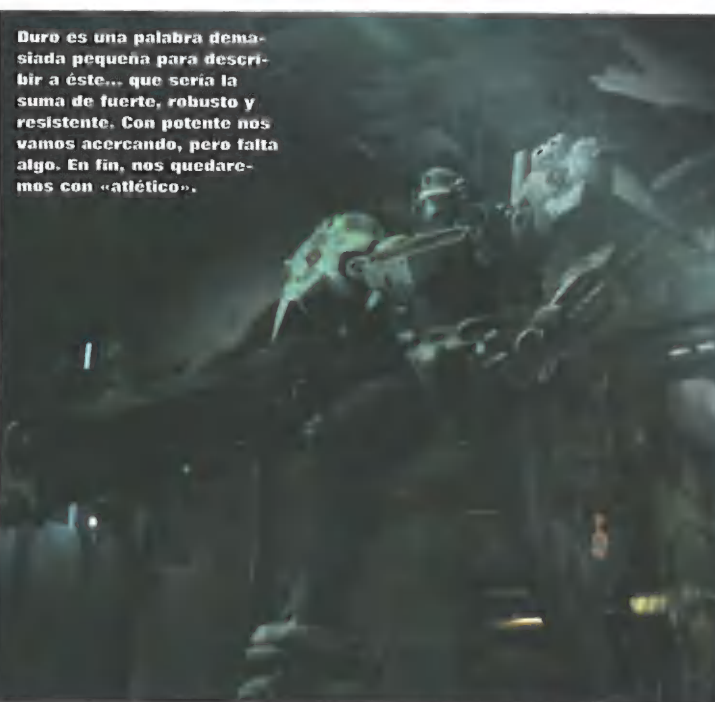 Duro es una palabra dema-
siada pequeña para descri-
bir a éste... que sería la
suma de fuerte, robusto y
resistente. Con potente nos
vamos acercando, pero falta
algo. En fin, nos quedare-
mos con «atlético».